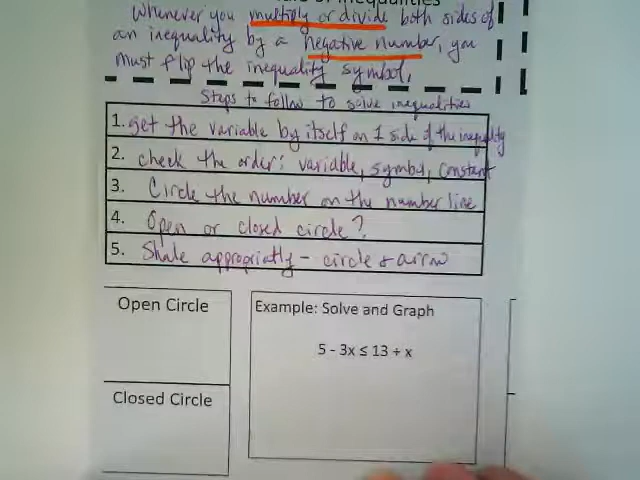 Inequalities
Whenever you multiply or divide both sides of
an inequality by a negative number, you
must flip the inequality symbol.
Steps to follow to solve inequalities
1. get the variable by itself on 1 side of the inequality
2. check the order: variable, symbol, constant
3. Circle the number on the number line
4. Open or closed circle?
5. Shade appropriatly - circle & arrow
Open Circle
Closed Circle
Example: Solve and Graph
5 - 3x ≤ 13 + x